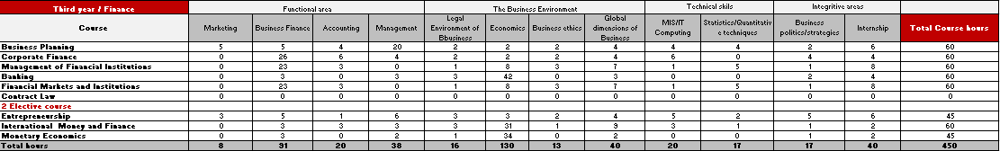 Third year / Finance Functional area The Business Environment Technical skils Integritive areas
Course Marketing Business Finance Accounting Management Legal Environment of Bbusiness Economics Business ethics Global dimensions of Business MIS/IT Computing Statistics/Quantitativ e techniques Business politics/strategies Internship Total Course hours
Business Planning 5 5 4 20 2 2 2 4 4 4 2 6 60
Corporate Finance 0 26 6 4 2 2 2 4 6 0 4 4 60
Management of Financial Institutions 0 23 3 0 1 8 3 7 1 5 1 8 60
Banking 0 3 0 3 3 42 0 3 0 0 2 4 60
Financial Markets and Institutions 0 23 3 0 1 8 3 7 1 5 1 8 60
Contract Law 0 0 0 0 0 0 0 0 0 0 0 0 0
2 Elective course
Entrepreneurship 3 5 1 6 3 3 2 4 5 2 5 6 45
International Money and Finance 0 3 3 3 3 31 1 9 3 1 1 2 60
Monetary Economics 0 3 0 2 1 34 0 2 0 0 1 2 45
Total hours 8 91 20 38 16 130 13 40 20 17 17 40 450